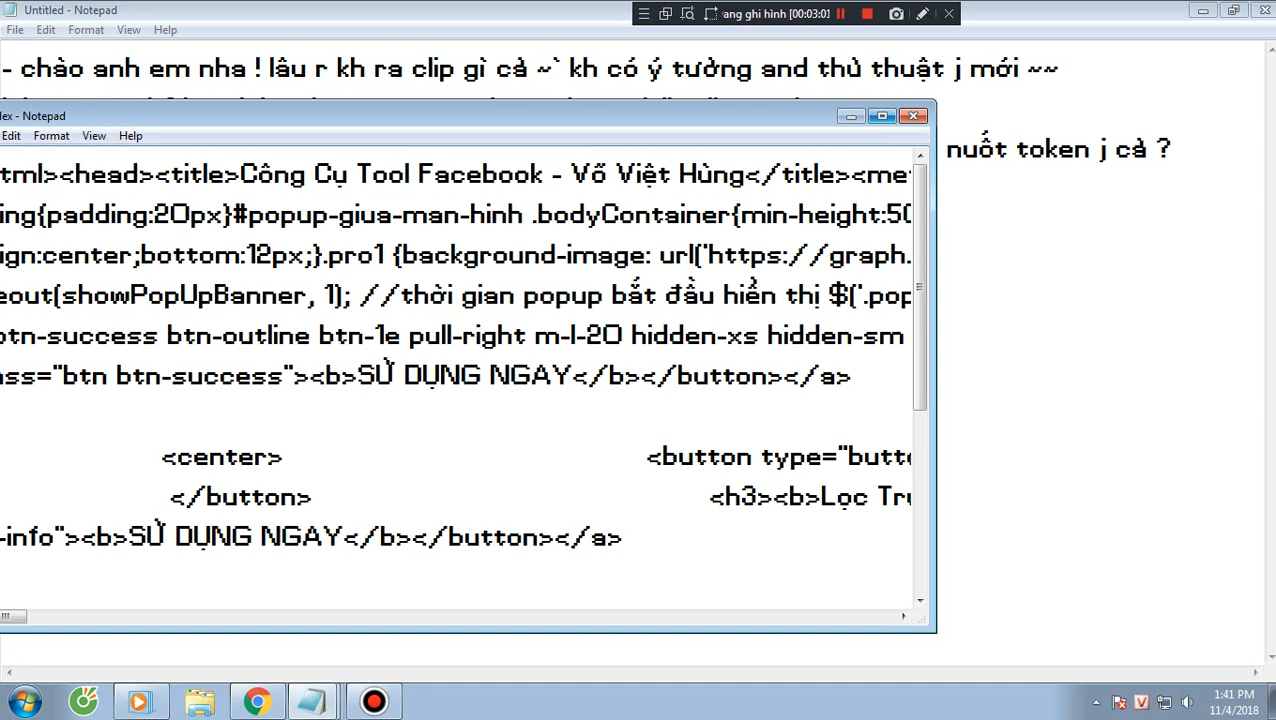 Untitled - Notepad
ang ghi hình [00:03:01]
File Edit Format View Help
- chào anh em nha ! lâu r kh ra clip gì cả ~` kh có ý tưởng and thủ thuật j mới ~~
nuốt token j cả ?
ex - Notepad
Edit Format View Help
tml><head><title>Công Cụ Tool Facebook - Võ Việt Hùng</title><me
ing{padding:20px}#popup-giua-man-hinh .bodyContainer{min-height:50
ign:center;bottom:12px;}.pro1 {background-image: url('https://graph.
eout(showPopUpBanner, 1); //thời gian popup bắt đầu hiển thị $('.pop
btn-success btn-outline btn-1e pull-right m-l-20 hidden-xs hidden-sm
ass="btn btn-success"><b>SỬ DỤNG NGAY</b></button></a>
<center> <button type="butto
</button> <h3><b>Lọc Tr
-info"><b>SỬ DỤNG NGAY</b></button></a>
1:41 PM
11/4/2018